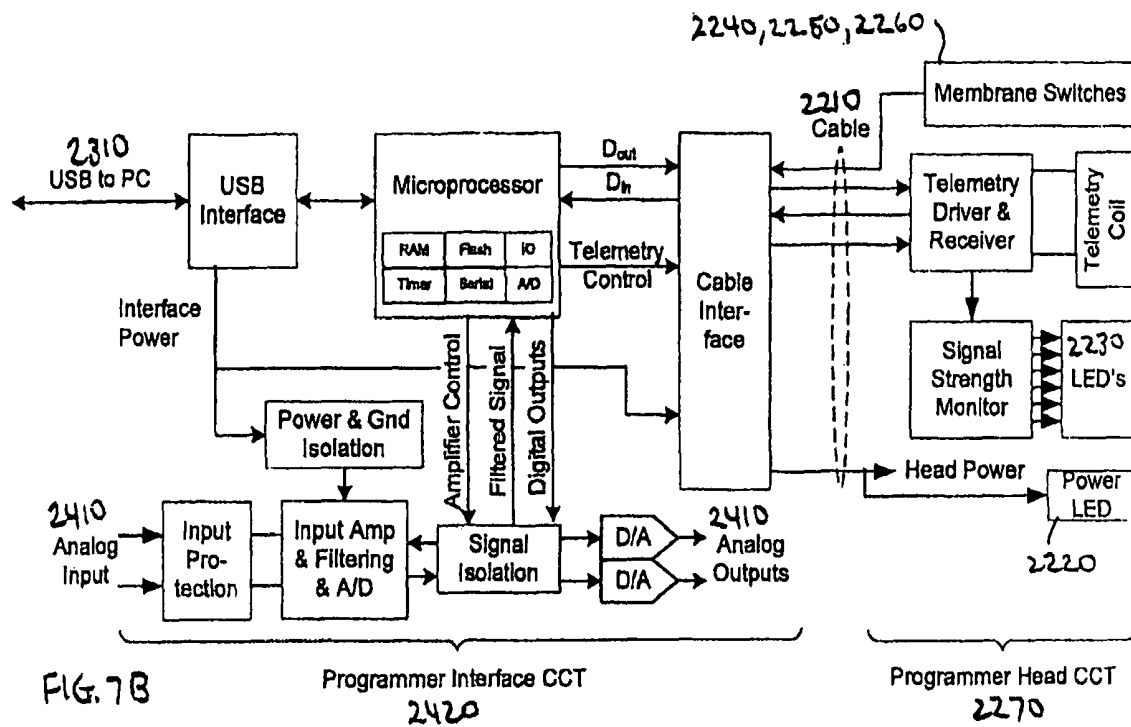 2240, 2250, 2260
Membrane Switches
2210
Cable
2310
USB to PC
USB
Interface
Microprocessor
RAM Flash I/O
Timer Serial A/D
Dout
Din
Telemetry
Control
Cable
Inter-
face
Telemetry
Driver &
Receiver
Telemetry
Coil
Interface
Power
Signal
Strength
Monitor
2230
LED's
Power & Gnd
Isolation
Amplifier Control
Filtered Signal
Digital Outputs
Head Power
Power
LED
2220
2410
Analog
Input
Input
Pro-
tection
Input Amp
& Filtering
& A/D
Signal
Isolation
D/A
D/A
2410
Analog
Outputs
Programmer Interface CCT
2420
Programmer Head CCT
2270
FIG. 7B